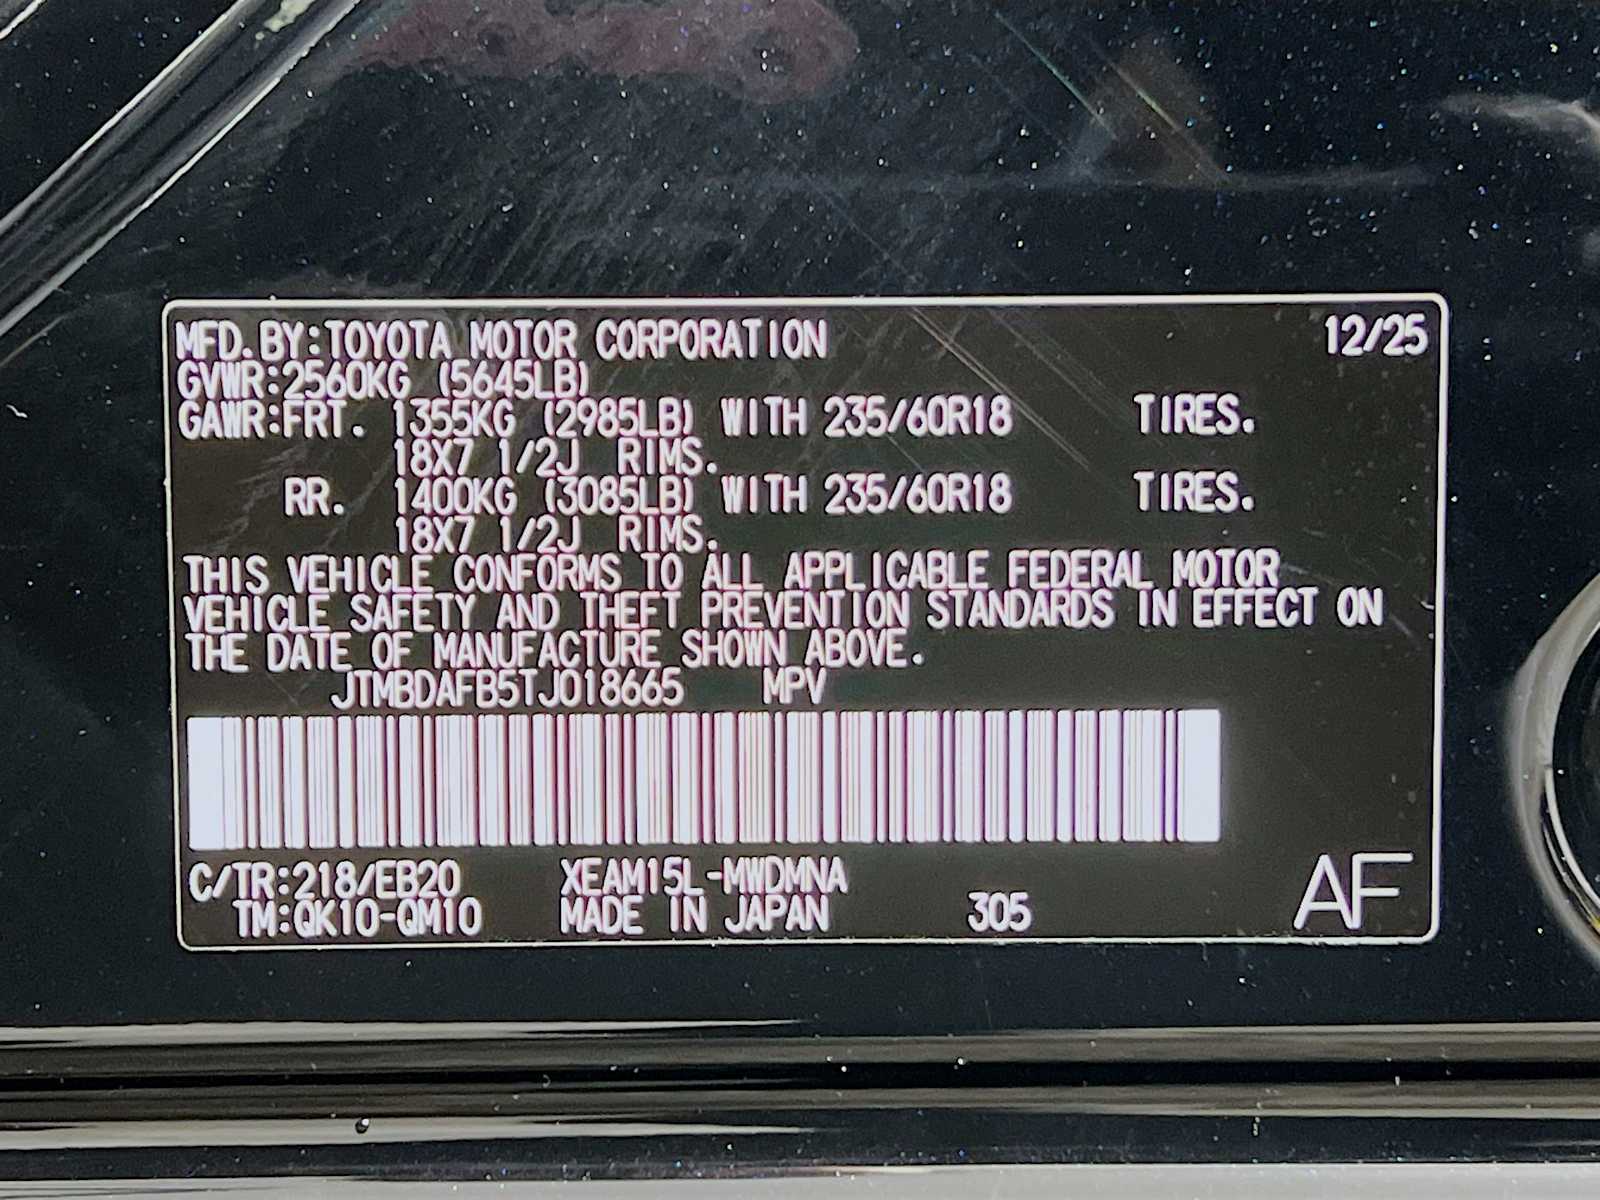 MFD.BY:TOYOTA MOTOR CORPORATION 12/25
GVWR:2560KG (5645LB)
GAWR:FRT. 1355KG (2985LB) WITH 235/60R18 TIRES.
18X7 1/2J RIMS.
RR. 1400KG (3085LB) WITH 235/60R18 TIRES.
18X7 1/2J RIMS.
THIS VEHICLE CONFORMS TO ALL APPLICABLE FEDERAL MOTOR
VEHICLE SAFETY AND THEFT PREVENTION STANDARDS IN EFFECT ON
THE DATE OF MANUFACTURE SHOWN ABOVE.
JTMBDAFB5TJ018665 MPV
C/TR:218/EB20 XEAM15L-MWDMNA
TM:QK10-QM10 MADE IN JAPAN 305 AF